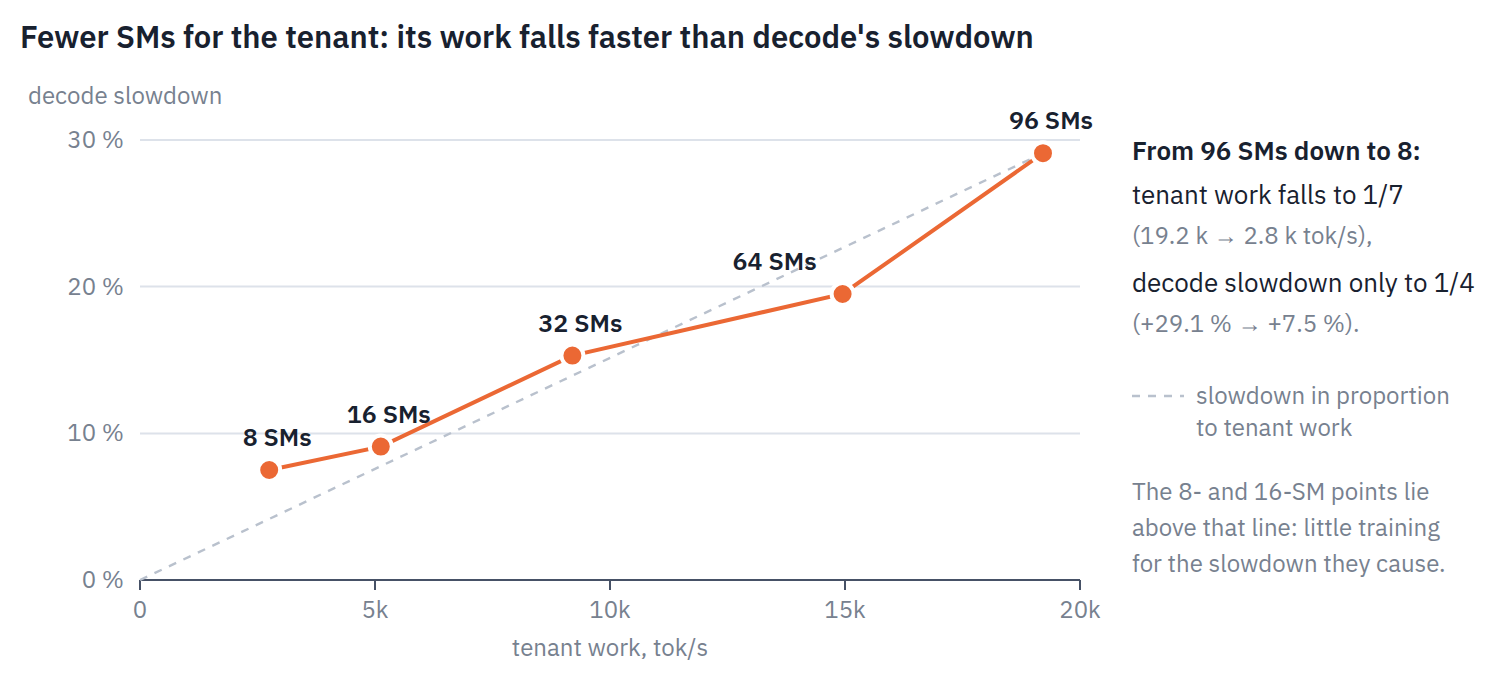 Fewer SMs for the tenant: its work falls faster than decode's slowdown
decode slowdown
30 %
20 %
10 %
0 %
0
5k
10k
15k
20k
tenant work, tok/s
8 SMs
16 SMs
32 SMs
64 SMs
96 SMs
From 96 SMs down to 8:
tenant work falls to 1/7
(19.2 k → 2.8 k tok/s),
decode slowdown only to 1/4
(+29.1 % → +7.5 %).
slowdown in proportion
to tenant work
The 8- and 16-SM points lie
above that line: little training
for the slowdown they cause.